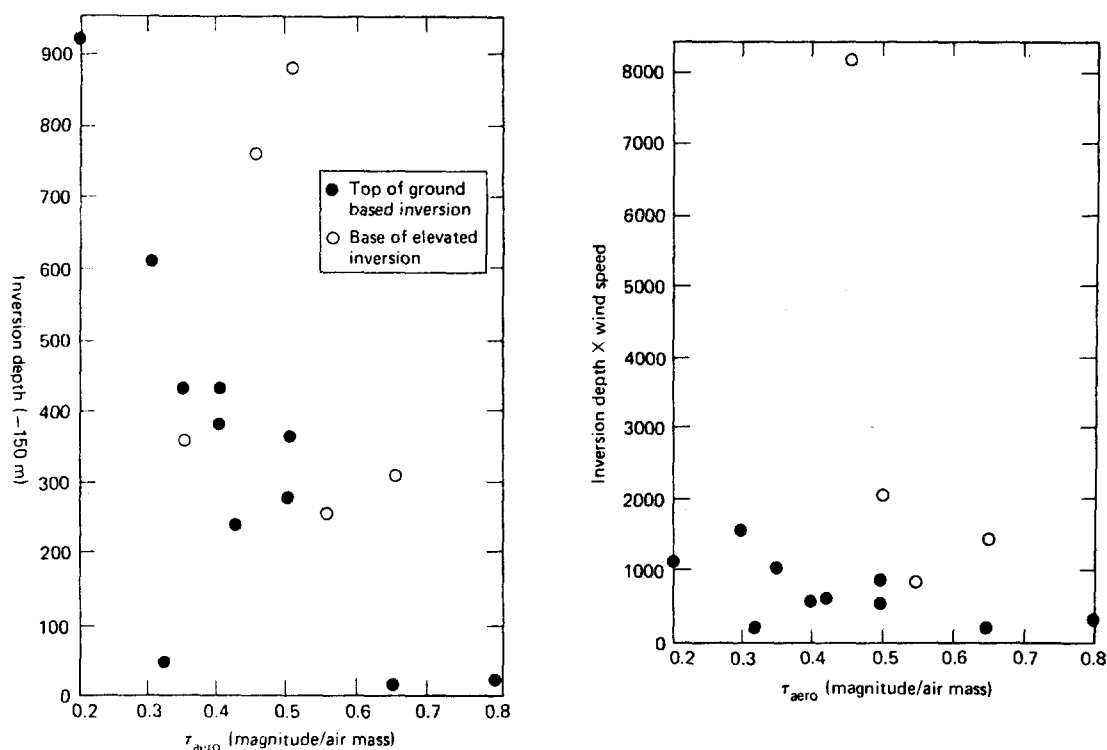 900
800
700
600
500
400
300
200
100
0
Inversion depth (−150 m)
0.2 0.3 0.4 0.5 0.6 0.7 0.8
τaero (magnitude/air mass)
● Top of ground
based inversion
○ Base of elevated
inversion
8000
7000
6000
5000
4000
3000
2000
1000
0
Inversion depth X wind speed
0.2 0.3 0.4 0.5 0.6 0.7 0.8
τaero (magnitude/air mass)